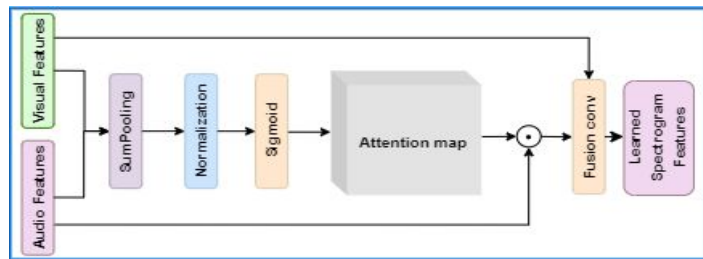 Visual Features
Audio Features
SumPooling
Normalization
Sigmoid
Attention map
Fusion conv
Learned
Spectrogram
Features